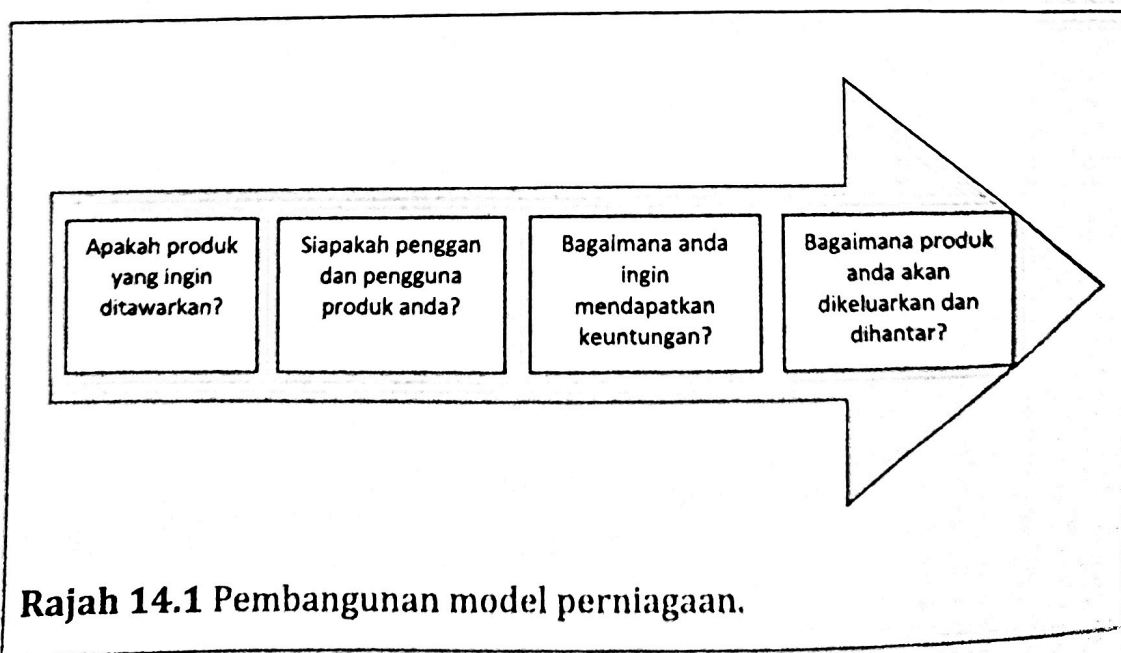 Apakah produk
yang ingin
ditawarkan?
Siapakah penggan
dan pengguna
produk anda?
Bagaimana anda
ingin
mendapatkan
keuntungan?
Bagaimana produk
anda akan
dikeluarkan dan
dihantar?
Rajah 14.1 Pembangunan model perniagaan.